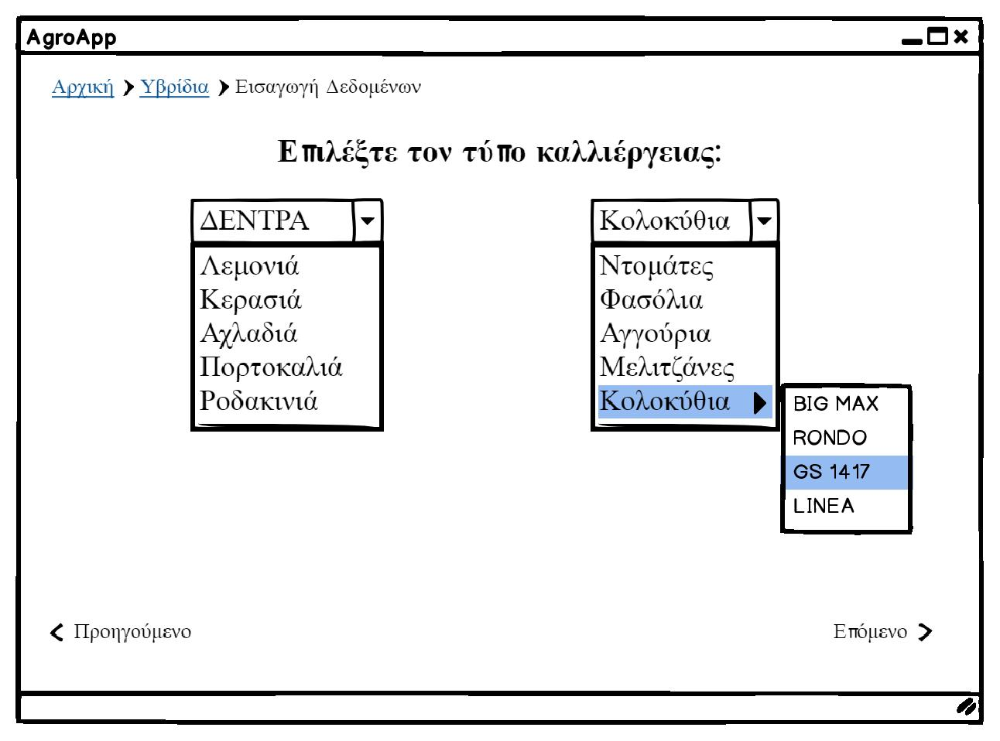 AgroApp
Αρχική Υβρίδια Εισαγωγή Δεδομένων
Επιλέξτε τον τύπο καλλιέργειας:
ΔΕΝΤΡΑ
Λεμονιά
Κερασιά
Αχλαδιά
Πορτοκαλιά
Ροδακινιά
Κολοκύθια
Ντομάτες
Φασόλια
Αγγούρια
Μελιτζάνες
Κολοκύθια
BIG MAX
RONDO
GS 1417
LINEA
Προηγούμενο
Επόμενο